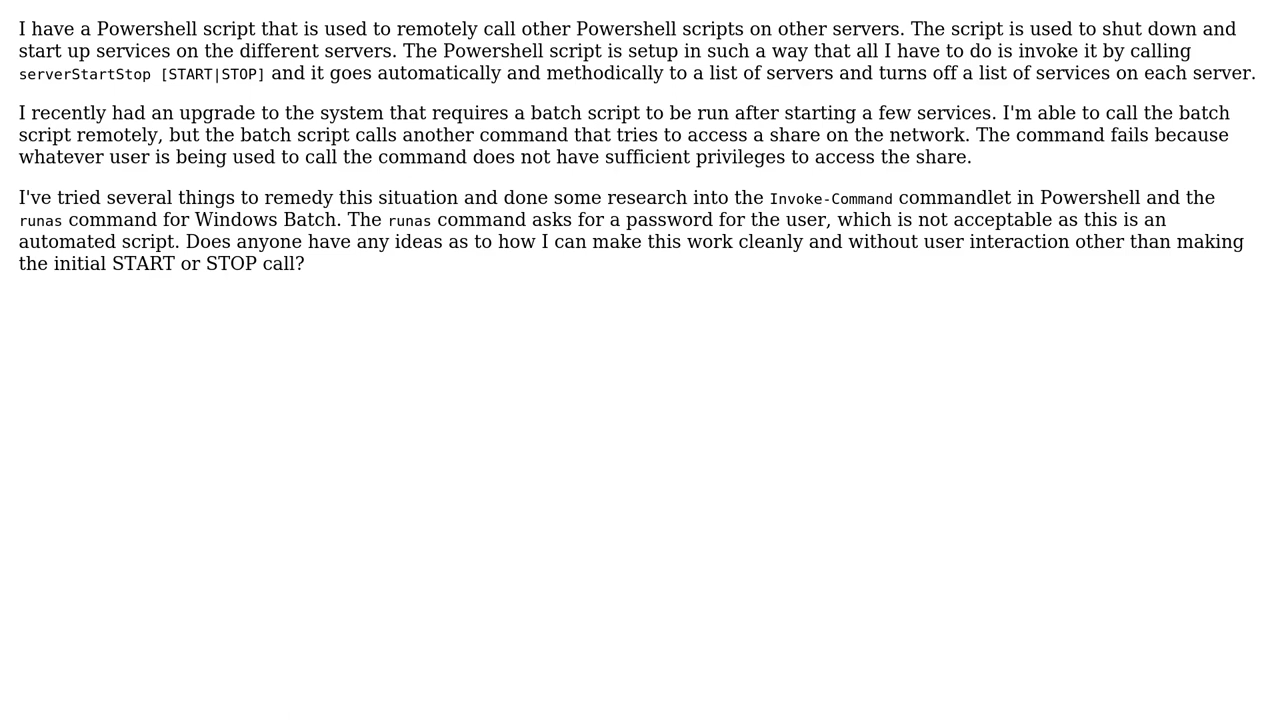 I have a Powershell script that is used to remotely call other Powershell scripts on other servers. The script is used to shut down and
start up services on the different servers. The Powershell script is setup in such a way that all I have to do is invoke it by calling
serverStartStop [START|STOP] and it goes automatically and methodically to a list of servers and turns off a list of services on each server.
I recently had an upgrade to the system that requires a batch script to be run after starting a few services. I'm able to call the batch
script remotely, but the batch script calls another command that tries to access a share on the network. The command fails because
whatever user is being used to call the command does not have sufficient privileges to access the share.
I've tried several things to remedy this situation and done some research into the Invoke-Command commandlet in Powershell and the
runas command for Windows Batch. The runas command asks for a password for the user, which is not acceptable as this is an
automated script. Does anyone have any ideas as to how I can make this work cleanly and without user interaction other than making
the initial START or STOP call?